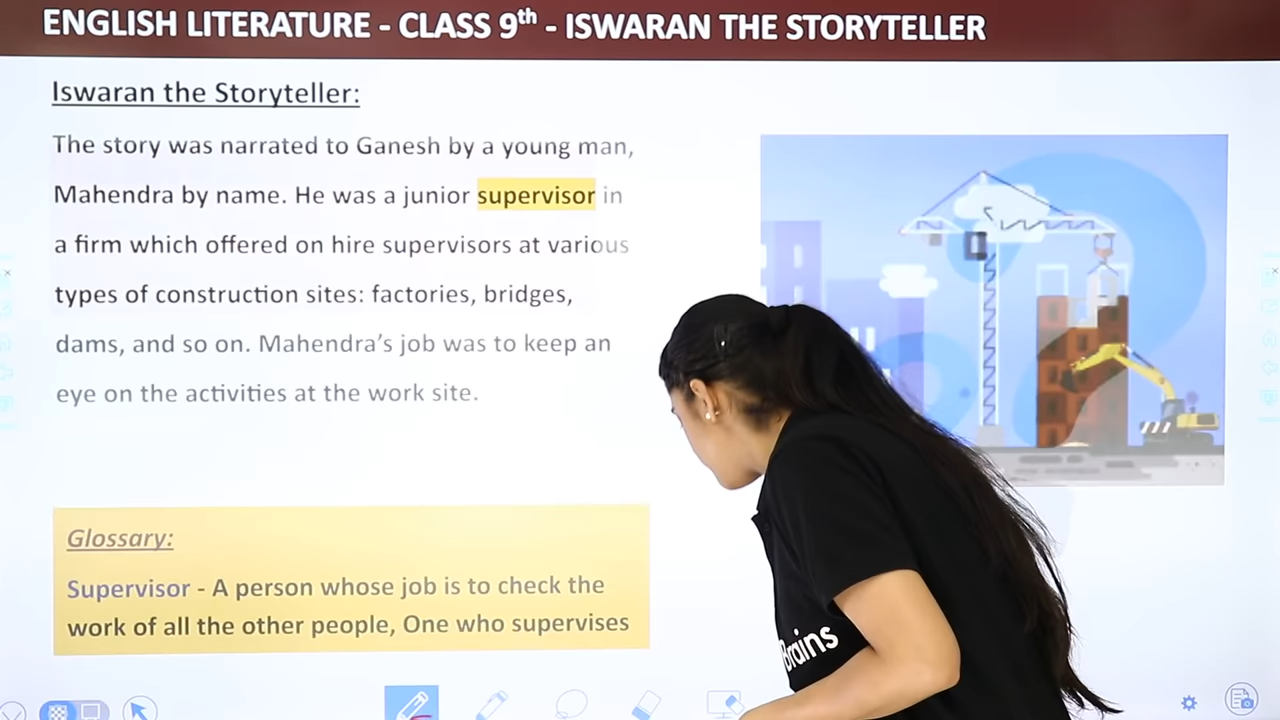 ENGLISH LITERATURE - CLASS 9th - ISWARAN THE STORYTELLER
Iswaran the Storyteller:
The story was narrated to Ganesh by a young man,
Mahendra by name. He was a junior supervisor in
a firm which offered on hire supervisors at various
types of construction sites: factories, bridges,
dams, and so on. Mahendra's job was to keep an
eye on the activities at the work site.
Glossary:
Supervisor - A person whose job is to check the
work of all the other people, One who supervises
Brains